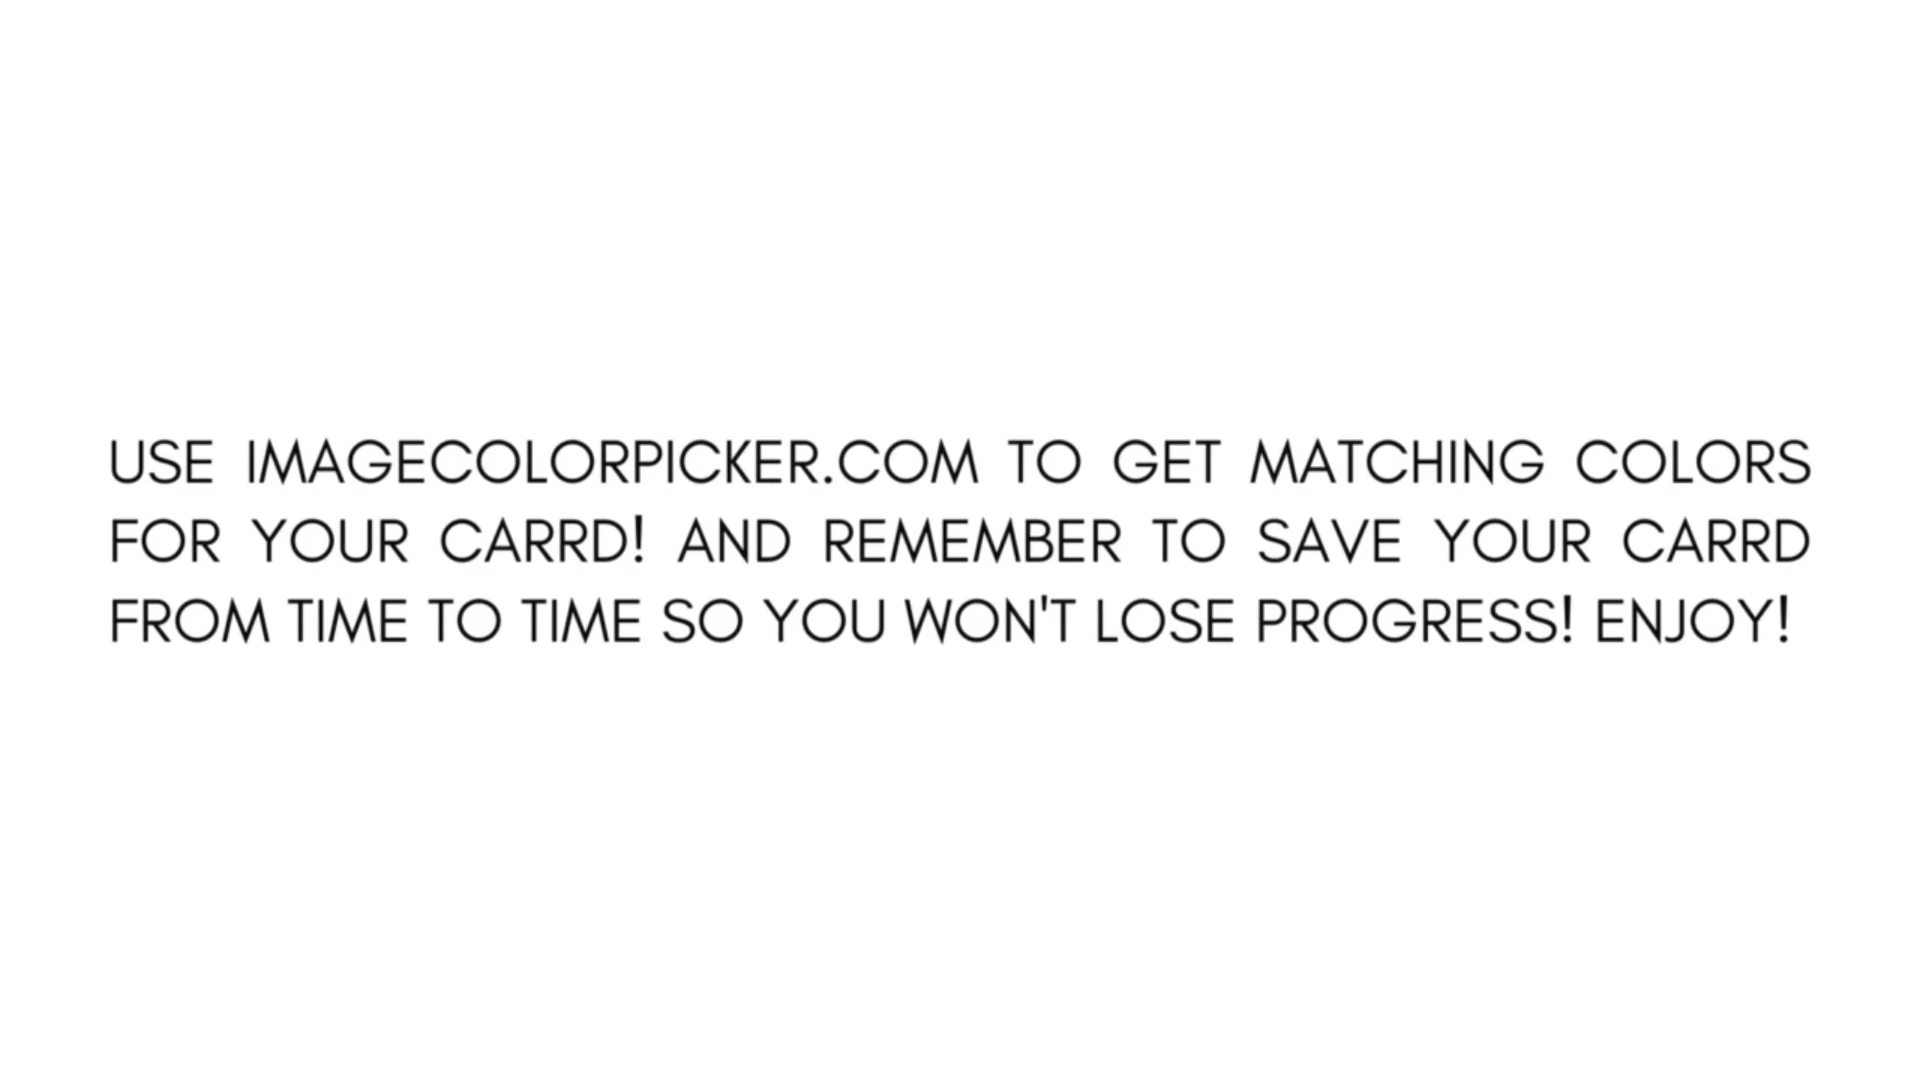 USE IMAGECOLORPICKER.COM TO GET MATCHING COLORS
FOR YOUR CARRD! AND REMEMBER TO SAVE YOUR CARRD
FROM TIME TO TIME SO YOU WON'T LOSE PROGRESS! ENJOY!